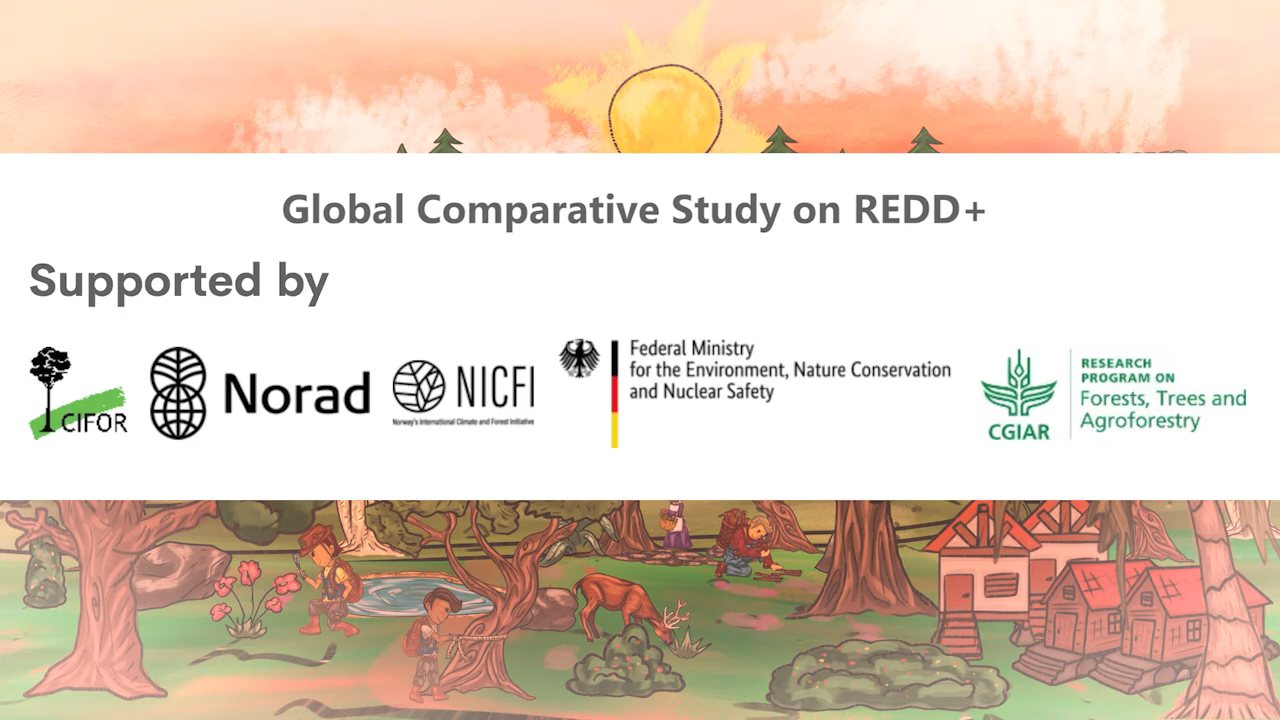 Global Comparative Study on REDD+
Supported by
CIFOR
Norad
NICFI
Norway's International Climate and Forest Initiative
Federal Ministry
for the Environment, Nature Conservation
and Nuclear Safety
CGIAR
RESEARCH
PROGRAM ON
Forests, Trees and
Agroforestry